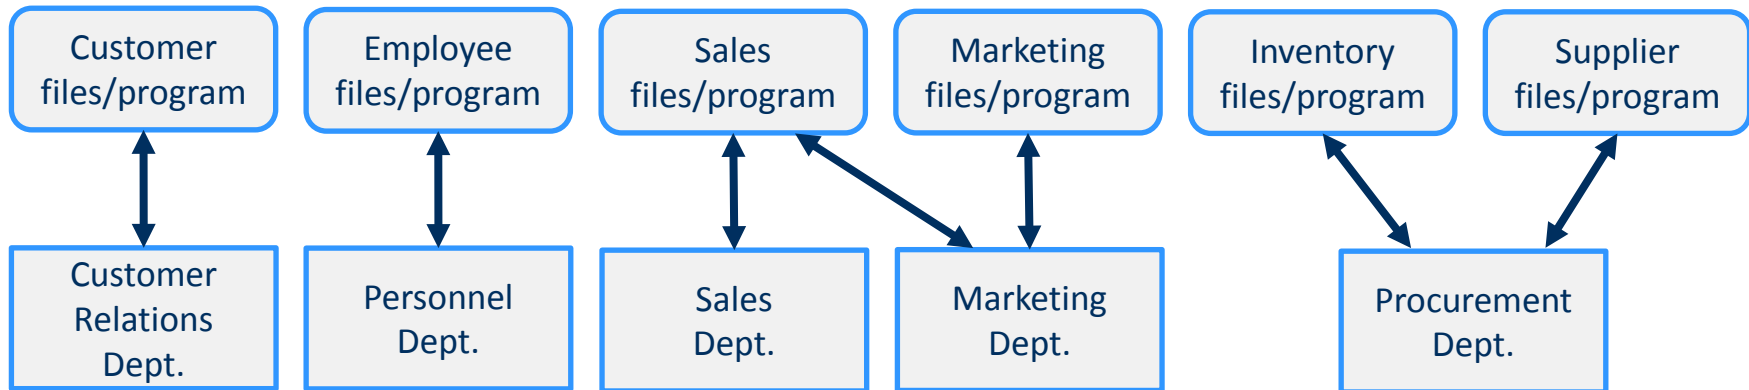 Customer
files/program
Employee
files/program
Sales
files/program
Marketing
files/program
Inventory
files/program
Supplier
files/program
Customer
Relations
Dept.
Personnel
Dept.
Sales
Dept.
Marketing
Dept.
Procurement
Dept.